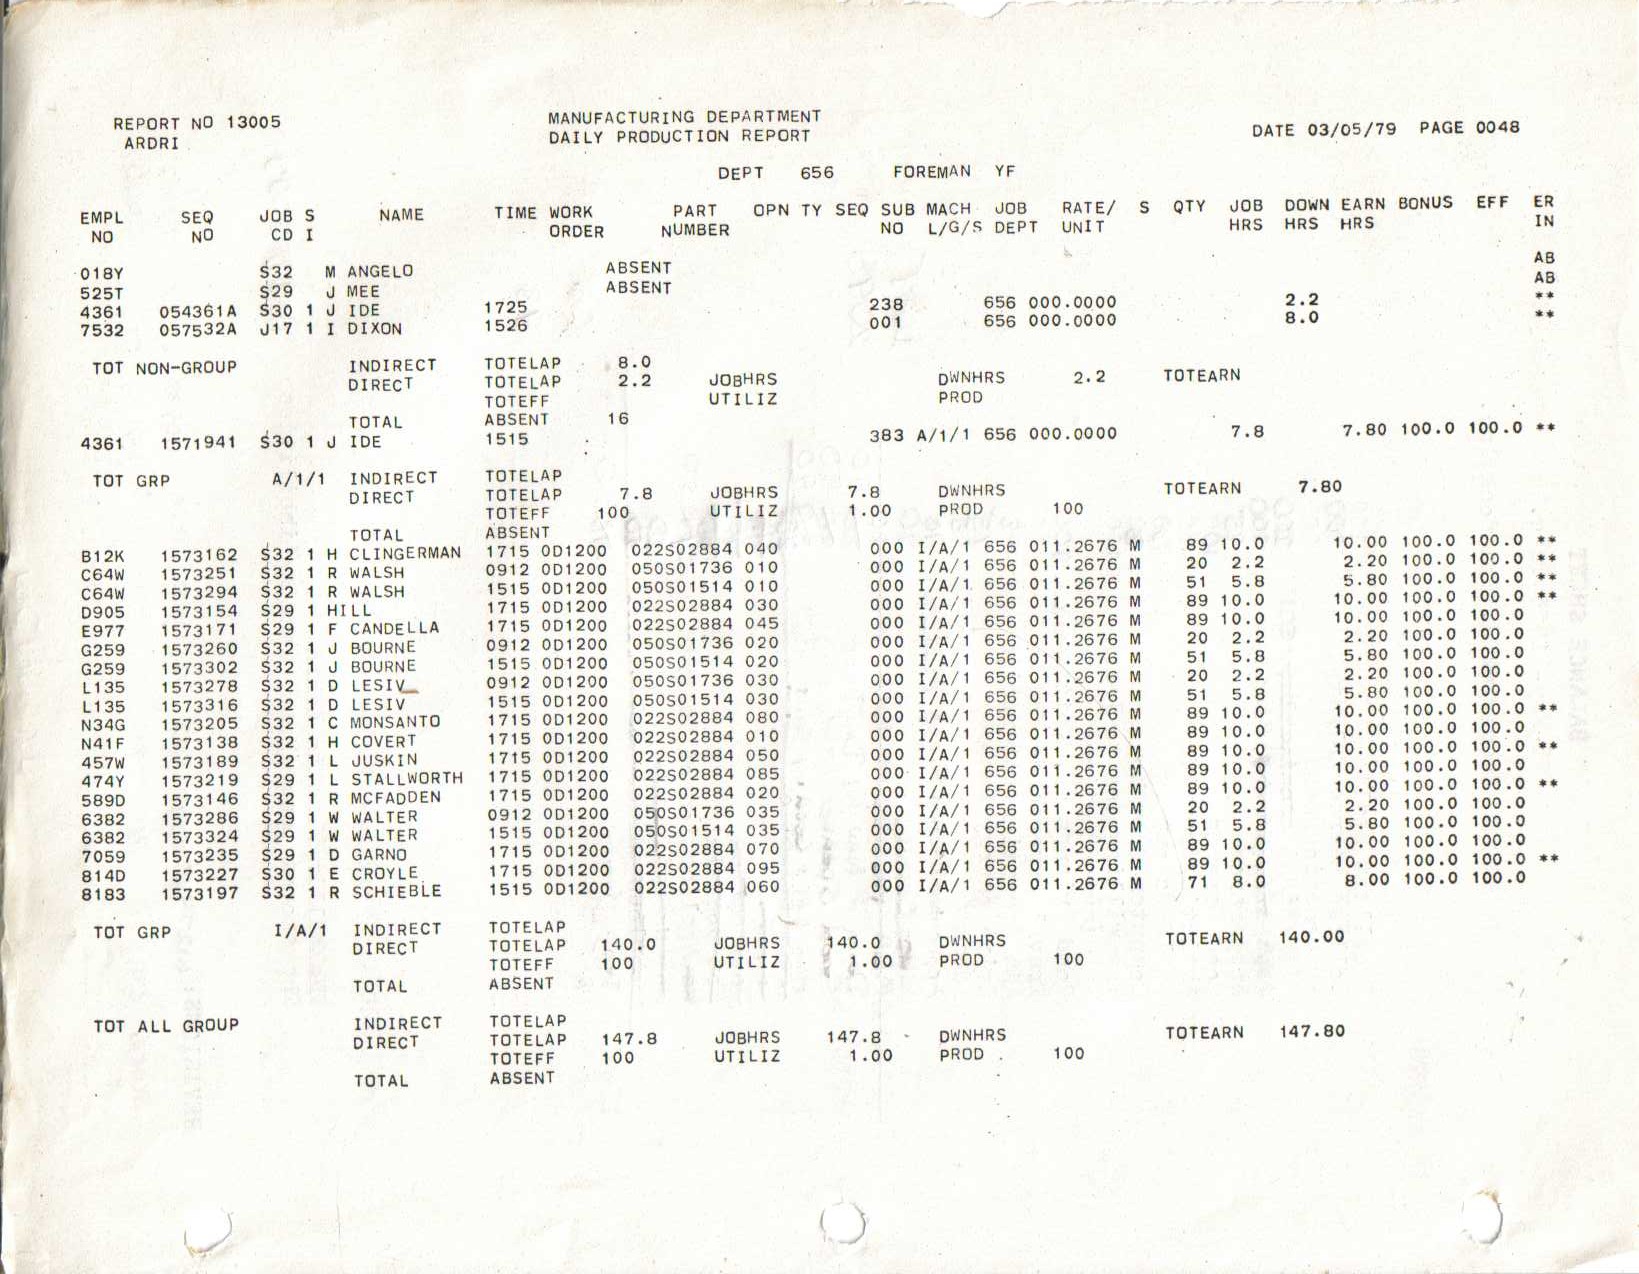 REPORT NO 13005 MANUFACTURING DEPARTMENT
ARDRI DAILY PRODUCTION REPORT DATE 03/05/79 PAGE 0048
DEPT 656 FOREMAN YF
EMPL SEQ JOB S NAME TIME WORK PART OPN TY SEQ SUB MACH JOB RATE/ S QTY JOB DOWN EARN BONUS EFF ER
NO NO CD I ORDER NUMBER NO L/G/S DEPT UNIT HRS HRS HRS IN
018Y S32 M ANGELO ABSENT AB
525T S29 J MEE ABSENT AB
4361 054361A S30 1 J IDE 1725 238 656 000.0000 2.2 **
7532 057532A J17 1 I DIXON 1526 001 656 000.0000 8.0 **
TOT NON-GROUP INDIRECT TOTELAP 8.0
DIRECT TOTELAP 2.2 JOBHRS DWNHRS 2.2 TOTEARN
TOTEFF UTILIZ PROD
TOTAL ABSENT 16
4361 1571941 S30 1 J IDE 1515 383 A/1/1 656 000.0000 7.8 7.80 100.0 100.0 **
TOT GRP A/1/1 INDIRECT TOTELAP
DIRECT TOTELAP 7.8 JOBHRS 7.8 DWNHRS TOTEARN 7.80
TOTEFF 100 UTILIZ 1.00 PROD 100
TOTAL ABSENT
B12K 1573162 S32 1 H CLINGERMAN 1715 0D1200 022S02884 040 000 I/A/1 656 011.2676 M 89 10.0 10.00 100.0 100.0 **
C64W 1573251 S32 1 R WALSH 0912 0D1200 050S01736 010 000 I/A/1 656 011.2676 M 20 2.2 2.20 100.0 100.0 **
C64W 1573294 S32 1 R WALSH 1515 0D1200 050S01514 010 000 I/A/1 656 011.2676 M 51 5.8 5.80 100.0 100.0 **
D905 1573154 S29 1 HILL 1715 0D1200 022S02884 030 000 I/A/1 656 011.2676 M 89 10.0 10.00 100.0 100.0 **
E977 1573171 S29 1 F CANDELLA 1715 0D1200 022S02884 045 000 I/A/1 656 011.2676 M 89 10.0 10.00 100.0 100.0
G259 1573260 S32 1 J BOURNE 0912 0D1200 050S01736 020 000 I/A/1 656 011.2676 M 20 2.2 2.20 100.0 100.0
G259 1573302 S32 1 J BOURNE 1515 0D1200 050S01514 020 000 I/A/1 656 011.2676 M 51 5.8 5.80 100.0 100.0
L135 1573278 S32 1 D LESIV 0912 0D1200 050S01736 030 000 I/A/1 656 011.2676 M 20 2.2 2.20 100.0 100.0
L135 1573316 S32 1 D LESIV 1515 0D1200 050S01514 030 000 I/A/1 656 011.2676 M 51 5.8 5.80 100.0 100.0
N34G 1573205 S32 1 C MONSANTO 1715 0D1200 022S02884 080 000 I/A/1 656 011.2676 M 89 10.0 10.00 100.0 100.0 **
N41F 1573138 S32 1 H COVERT 1715 0D1200 022S02884 010 000 I/A/1 656 011.2676 M 89 10.0 10.00 100.0 100.0
457W 1573189 S32 1 L JUSKIN 1715 0D1200 022S02884 050 000 I/A/1 656 011.2676 M 89 10.0 10.00 100.0 100.0 **
474Y 1573219 S29 1 L STALLWORTH 1715 0D1200 022S02884 085 000 I/A/1 656 011.2676 M 89 10.0 10.00 100.0 100.0
589D 1573146 S32 1 R MCFADDEN 1715 0D1200 022S02884 020 000 I/A/1 656 011.2676 M 89 10.0 10.00 100.0 100.0 **
6382 1573286 S29 1 W WALTER 0912 0D1200 050S01736 035 000 I/A/1 656 011.2676 M 20 2.2 2.20 100.0 100.0
6382 1573324 S29 1 W WALTER 1515 0D1200 050S01514 035 000 I/A/1 656 011.2676 M 51 5.8 5.80 100.0 100.0
7059 1573235 S29 1 D GARNO 1715 0D1200 022S02884 070 000 I/A/1 656 011.2676 M 89 10.0 10.00 100.0 100.0
814D 1573227 S30 1 E CROYLE 1715 0D1200 022S02884 095 000 I/A/1 656 011.2676 M 89 10.0 10.00 100.0 100.0 **
8183 1573197 S32 1 R SCHIEBLE 1515 0D1200 022S02884 060 000 I/A/1 656 011.2676 M 71 8.0 8.00 100.0 100.0
TOT GRP I/A/1 INDIRECT TOTELAP
DIRECT TOTELAP 140.0 JOBHRS 140.0 DWNHRS TOTEARN 140.00
TOTEFF 100 UTILIZ 1.00 PROD 100
TOTAL ABSENT
TOT ALL GROUP INDIRECT TOTELAP
DIRECT TOTELAP 147.8 JOBHRS 147.8 DWNHRS TOTEARN 147.80
TOTEFF 100 UTILIZ 1.00 PROD 100
TOTAL ABSENT